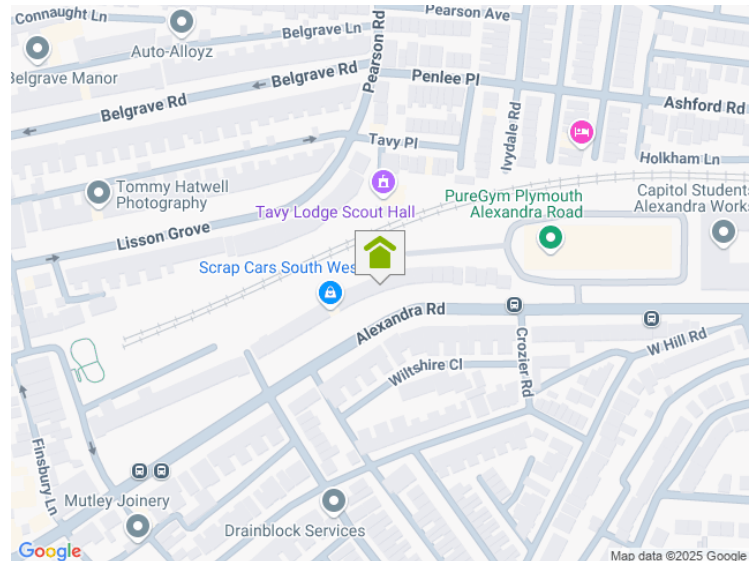 Connaught Ln
Auto-Alloyz
Belgrave Ln
Pearson Ave
Belgrave Manor
Belgrave Rd
Belgrave Rd
Pearson Rd
Penlee Pl
Ashford Rd
Ivydale Rd
Tavy Pl
Holkham Ln
Tommy Hatwell
Photography
Tavy Lodge Scout Hall
PureGym Plymouth
Alexandra Road
Capitol Student
Alexandra Works
Lisson Grove
Scrap Cars South Wes
Alexandra Rd
Crozier Rd
W Hill Rd
Wiltshire Cl
Finsbury Ln
Mutley Joinery
Drainblock Services
Google
Map data ©2025 Google